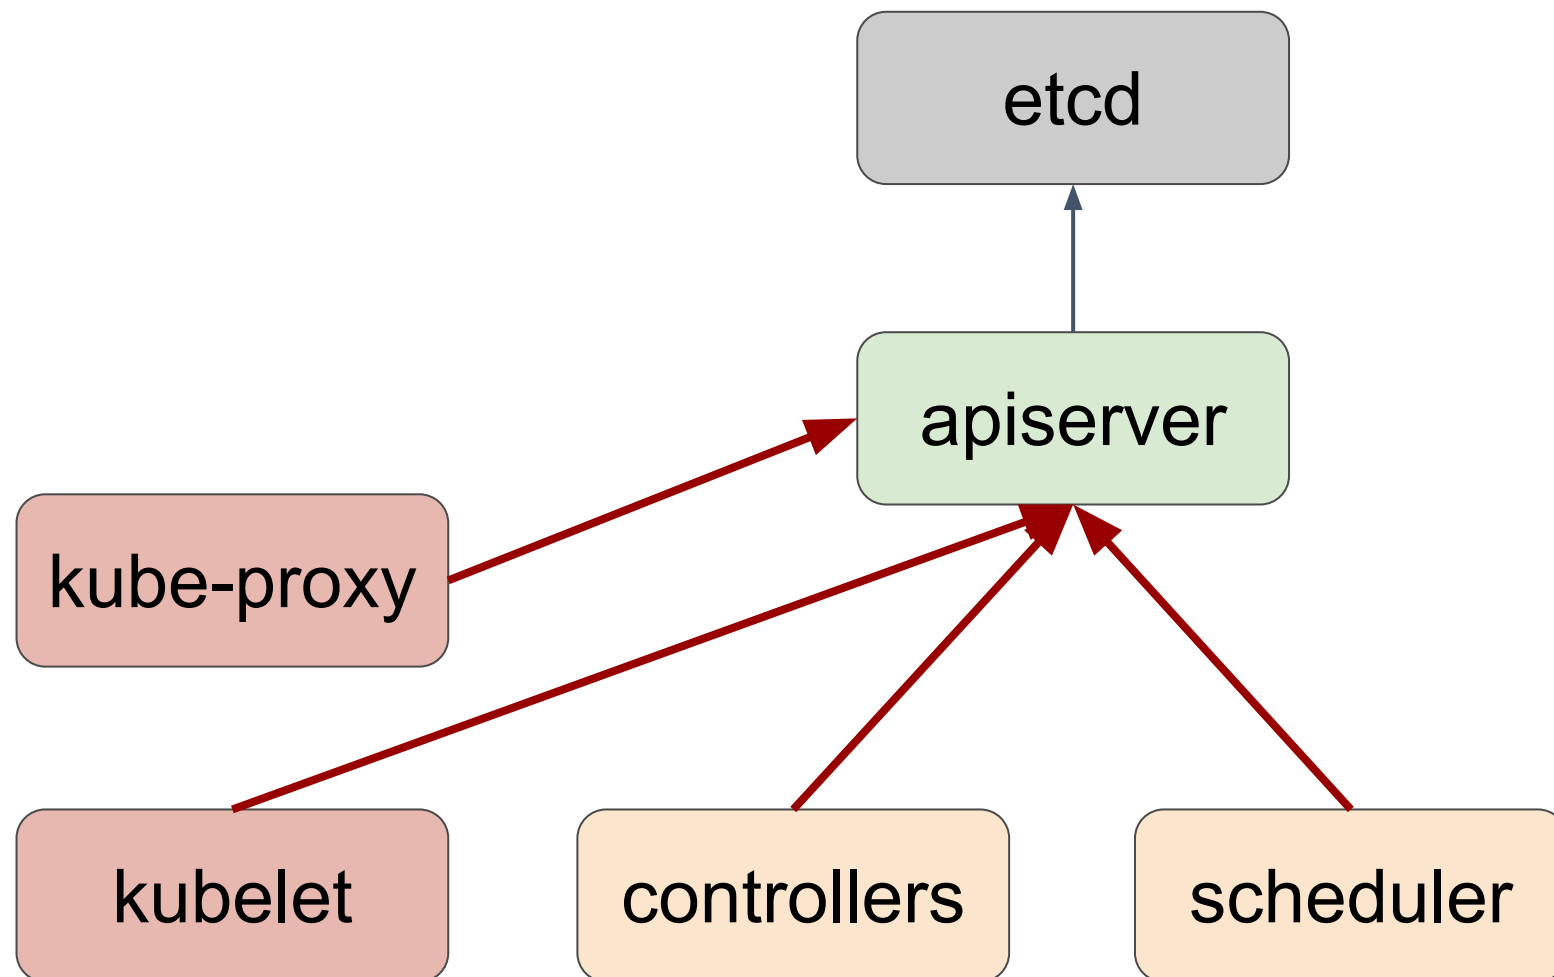 etcd
apiserver
kube-proxy
kubelet
controllers
scheduler